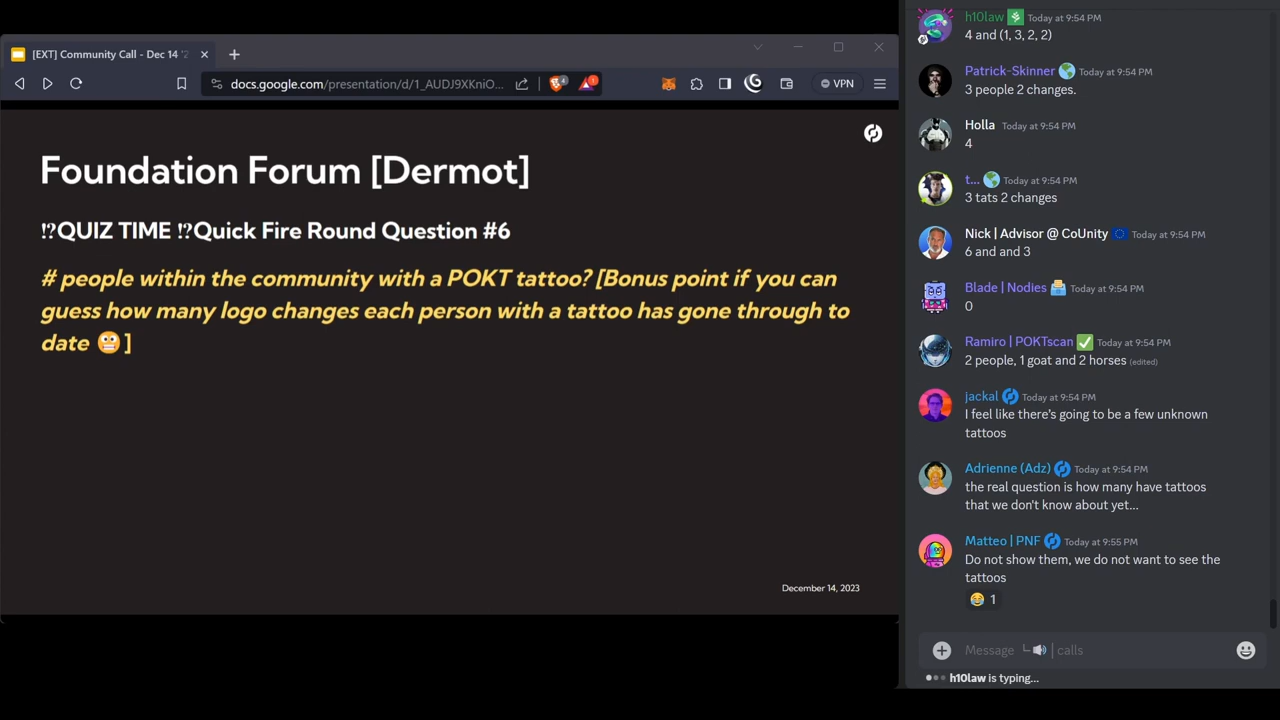 [EXT] Community Call - Dec 14 '2
docs.google.com/presentation/d/1_AUDJ9XKniO...
4
1
VPN
Foundation Forum [Dermot]
⁉️QUIZ TIME ⁉️Quick Fire Round Question #6
# people within the community with a POKT tattoo? [Bonus point if you can
guess how many logo changes each person with a tattoo has gone through to
date 😬 ]
December 14, 2023
h10law Today at 9:54 PM
4 and (1, 3, 2, 2)
Patrick-Skinner 🌎 Today at 9:54 PM
3 people 2 changes.
Holla Today at 9:54 PM
4
t... 🌎 Today at 9:54 PM
3 tats 2 changes
Nick | Advisor @ CoUnity 🇪🇺 Today at 9:54 PM
6 and and 3
Blade | Nodies Today at 9:54 PM
0
Ramiro | POKTscan ✅ Today at 9:54 PM
2 people, 1 goat and 2 horses (edited)
jackal Today at 9:54 PM
I feel like there's going to be a few unknown
tattoos
Adrienne (Adz) Today at 9:54 PM
the real question is how many have tattoos
that we don't know about yet...
Matteo | PNF Today at 9:55 PM
Do not show them, we do not want to see the
tattoos
😂 1
Message └🔊 | calls
h10law is typing...